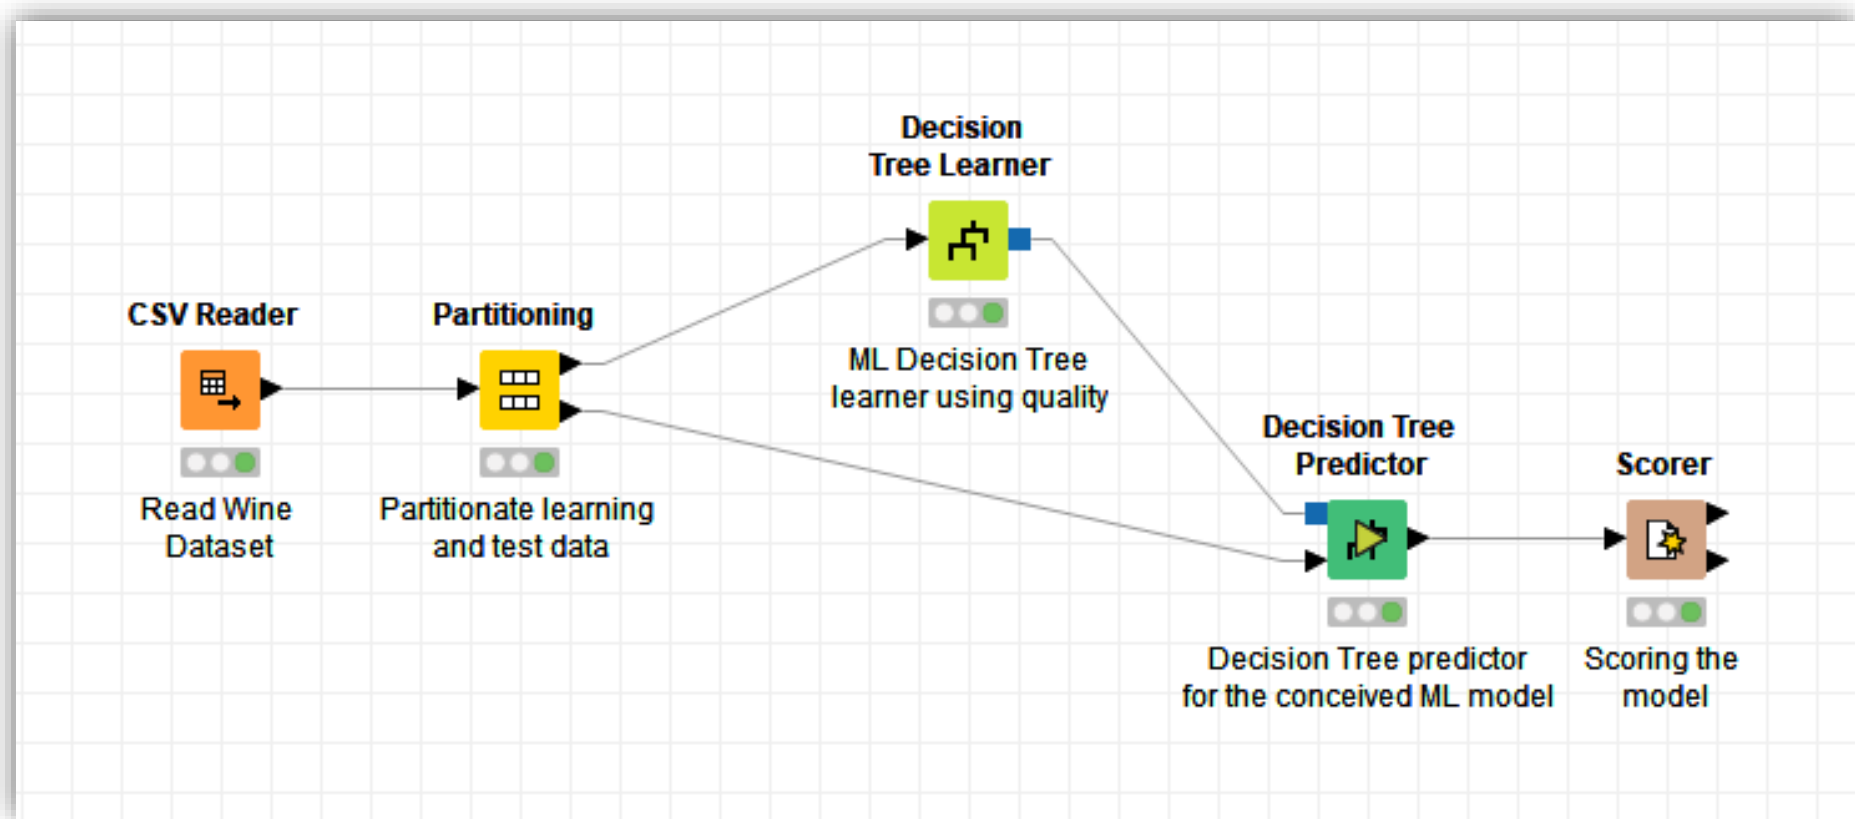 CSV Reader
Read Wine
Dataset
Partitioning
Partitionate learning
and test data
Decision
Tree Learner
ML Decision Tree
learner using quality
Decision Tree
Predictor
Decision Tree predictor
for the conceived ML model
Scorer
Scoring the
model